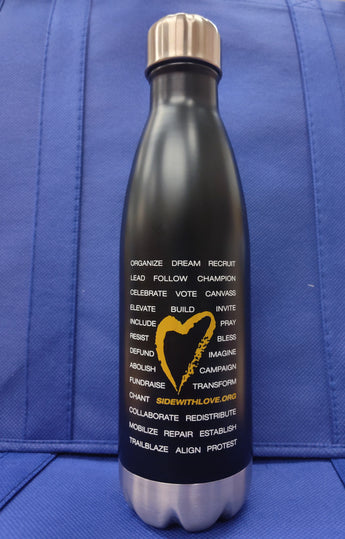 ORGANIZE DREAM RECRUIT
LEAD FOLLOW CHAMPION
CELEBRATE VOTE CANVASS
ELEVATE BUILD INVITE
INCLUDE PRAY
RESIST BLESS
DEFUND IMAGINE
ABOLISH CAMPAIGN
FUNDRAISE TRANSFORM
CHANT SIDEWITHLOVE.ORG
COLLABORATE REDISTRIBUTE
MOBILIZE REPAIR ESTABLISH
TRAILBLAZE ALIGN PROTEST